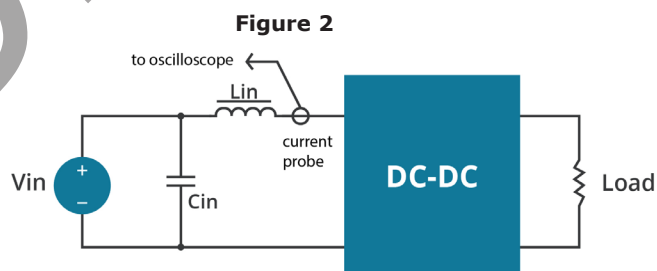 Figure 2
to oscilloscope
Lin
current
probe
Vin
+
−
Cin
DC-DC
Load